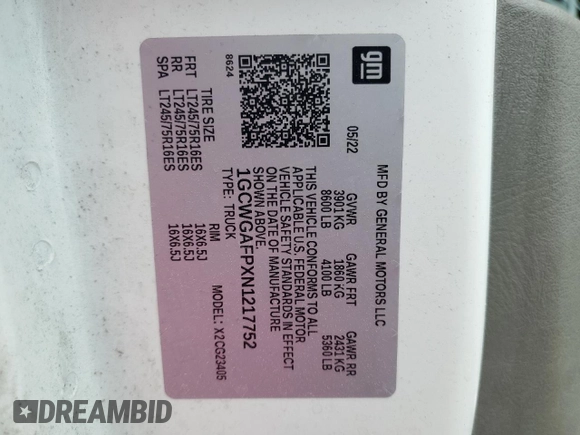 gm
MFD BY GENERAL MOTORS LLC
05/22
GVWR GAWR FRT GAWR RR
3901 KG 1860 KG 2431 KG
8600 LB 4100 LB 5360 LB
THIS VEHICLE CONFORMS TO ALL
APPLICABLE U.S. FEDERAL MOTOR
VEHICLE SAFETY STANDARDS IN EFFECT
ON THE DATE OF MANUFACTURE
SHOWN ABOVE.
1GCWGAFPXN1217752
TYPE: TRUCK
MODEL: X2CG23405
8624
TIRE SIZE RIM
FRT LT245/75R16ES 16X6.5J
RR LT245/75R16ES 16X6.5J
SPA LT245/75R16ES 16X6.5J
DREAMBID